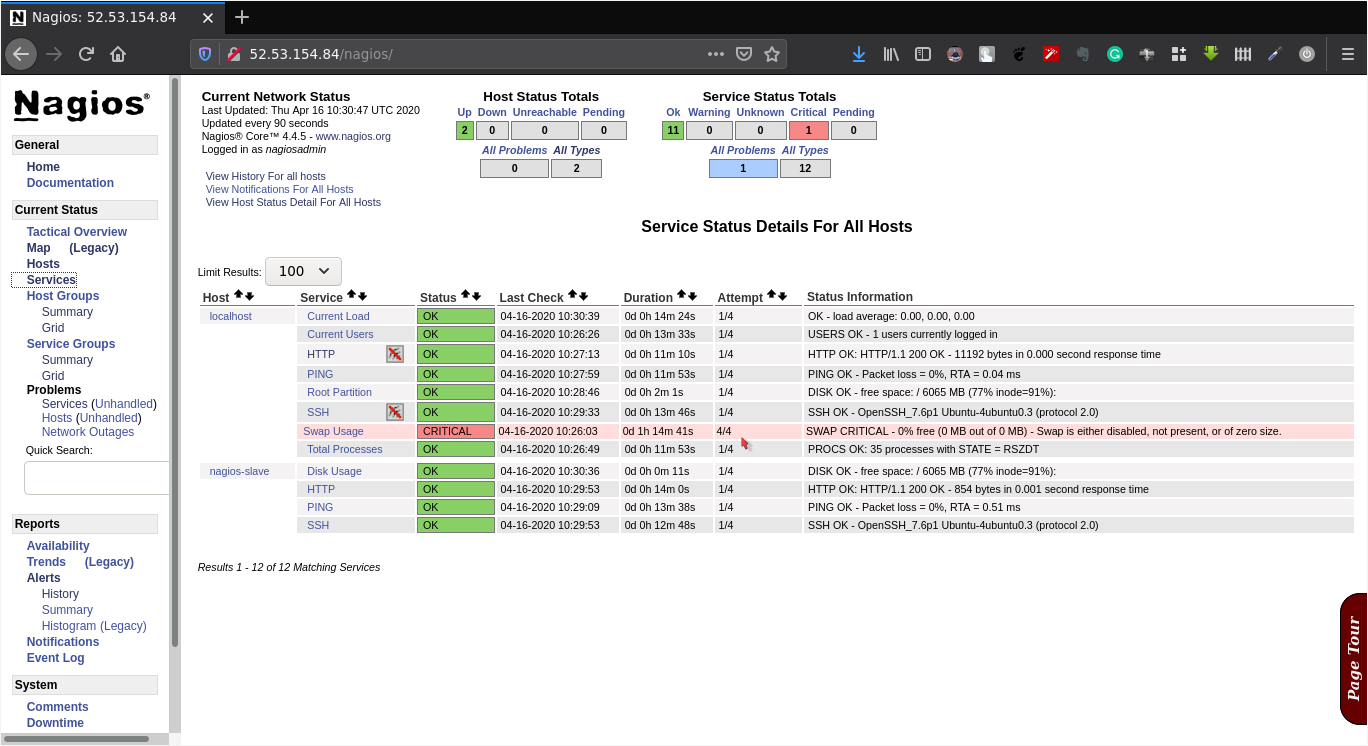 Nagios: 52.53.154.84
52.53.154.84/nagios/
Nagios®
General
Home
Documentation
Current Status
Tactical Overview
Map (Legacy)
Hosts
Services
Host Groups
Summary
Grid
Service Groups
Summary
Grid
Problems
Services (Unhandled)
Hosts (Unhandled)
Network Outages
Quick Search:
Reports
Availability
Trends (Legacy)
Alerts
History
Summary
Histogram (Legacy)
Notifications
Event Log
System
Comments
Downtime
Current Network Status
Last Updated: Thu Apr 16 10:30:47 UTC 2020
Updated every 90 seconds
Nagios® Core™ 4.4.5 - www.nagios.org
Logged in as nagiosadmin
View History For all hosts
View Notifications For All Hosts
View Host Status Detail For All Hosts
Host Status Totals
Up Down Unreachable Pending
2 0 0 0
All Problems All Types
0 2
Service Status Totals
Ok Warning Unknown Critical Pending
11 0 0 1 0
All Problems All Types
1 12
Service Status Details For All Hosts
Limit Results: 100
Host Service Status Last Check Duration Attempt Status Information
localhost Current Load OK 04-16-2020 10:30:39 0d 0h 14m 24s 1/4 OK - load average: 0.00, 0.00, 0.00
Current Users OK 04-16-2020 10:26:26 0d 0h 13m 33s 1/4 USERS OK - 1 users currently logged in
HTTP OK 04-16-2020 10:27:13 0d 0h 11m 10s 1/4 HTTP OK: HTTP/1.1 200 OK - 11192 bytes in 0.000 second response time
PING OK 04-16-2020 10:27:59 0d 0h 11m 53s 1/4 PING OK - Packet loss = 0%, RTA = 0.04 ms
Root Partition OK 04-16-2020 10:28:46 0d 0h 2m 1s 1/4 DISK OK - free space: / 6065 MB (77% inode=91%):
SSH OK 04-16-2020 10:29:33 0d 0h 13m 46s 1/4 SSH OK - OpenSSH_7.6p1 Ubuntu-4ubuntu0.3 (protocol 2.0)
Swap Usage CRITICAL 04-16-2020 10:26:03 0d 1h 14m 41s 4/4 SWAP CRITICAL - 0% free (0 MB out of 0 MB) - Swap is either disabled, not present, or of zero size.
Total Processes OK 04-16-2020 10:26:49 0d 0h 11m 53s 1/4 PROCS OK: 35 processes with STATE = RSZDT
nagios-slave Disk Usage OK 04-16-2020 10:30:36 0d 0h 0m 11s 1/4 DISK OK - free space: / 6065 MB (77% inode=91%):
HTTP OK 04-16-2020 10:29:53 0d 0h 14m 0s 1/4 HTTP OK: HTTP/1.1 200 OK - 854 bytes in 0.001 second response time
PING OK 04-16-2020 10:29:09 0d 0h 13m 38s 1/4 PING OK - Packet loss = 0%, RTA = 0.51 ms
SSH OK 04-16-2020 10:29:53 0d 0h 12m 48s 1/4 SSH OK - OpenSSH_7.6p1 Ubuntu-4ubuntu0.3 (protocol 2.0)
Results 1 - 12 of 12 Matching Services
Page Tour